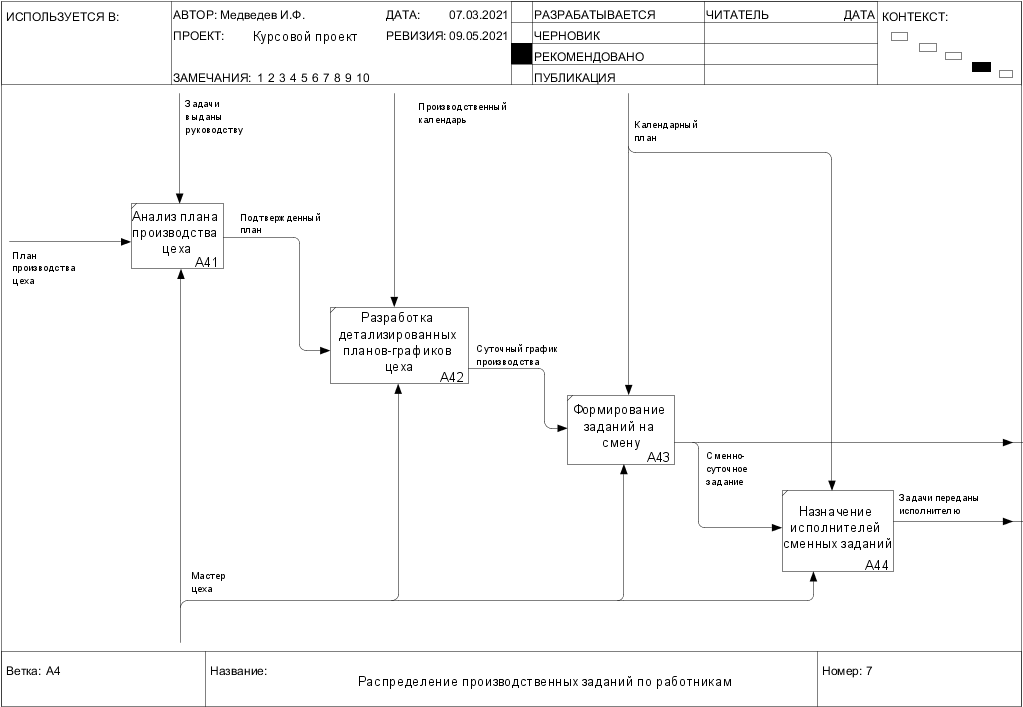 ИСПОЛЬЗУЕТСЯ В:
АВТОР: Медведев И.Ф.
ДАТА: 07.03.2021
РАЗРАБАТЫВАЕТСЯ
ЧИТАТЕЛЬ
ДАТА
КОНТЕКСТ:
ПРОЕКТ: Курсовой проект
РЕВИЗИЯ: 09.05.2021
ЧЕРНОВИК
РЕКОМЕНДОВАНО
ЗАМЕЧАНИЯ: 1 2 3 4 5 6 7 8 9 10
ПУБЛИКАЦИЯ
Задачи
выданы
руководству
Производственный
календарь
Календарный
план
Анализ плана
производства
цеха
A41
Подтвержденный
план
План
производства
цеха
Разработка
детализированных
планов-графиков
цеха
A42
Суточный график
производства
Формирование
заданий на
смену
A43
Сменно-
суточное
задание
Назначение
исполнителей
сменных заданий
A44
Задачи переданы
исполнителю
Мастер
цеха
Ветка: A4
Название:
Распределение производственных заданий по работникам
Номер: 7